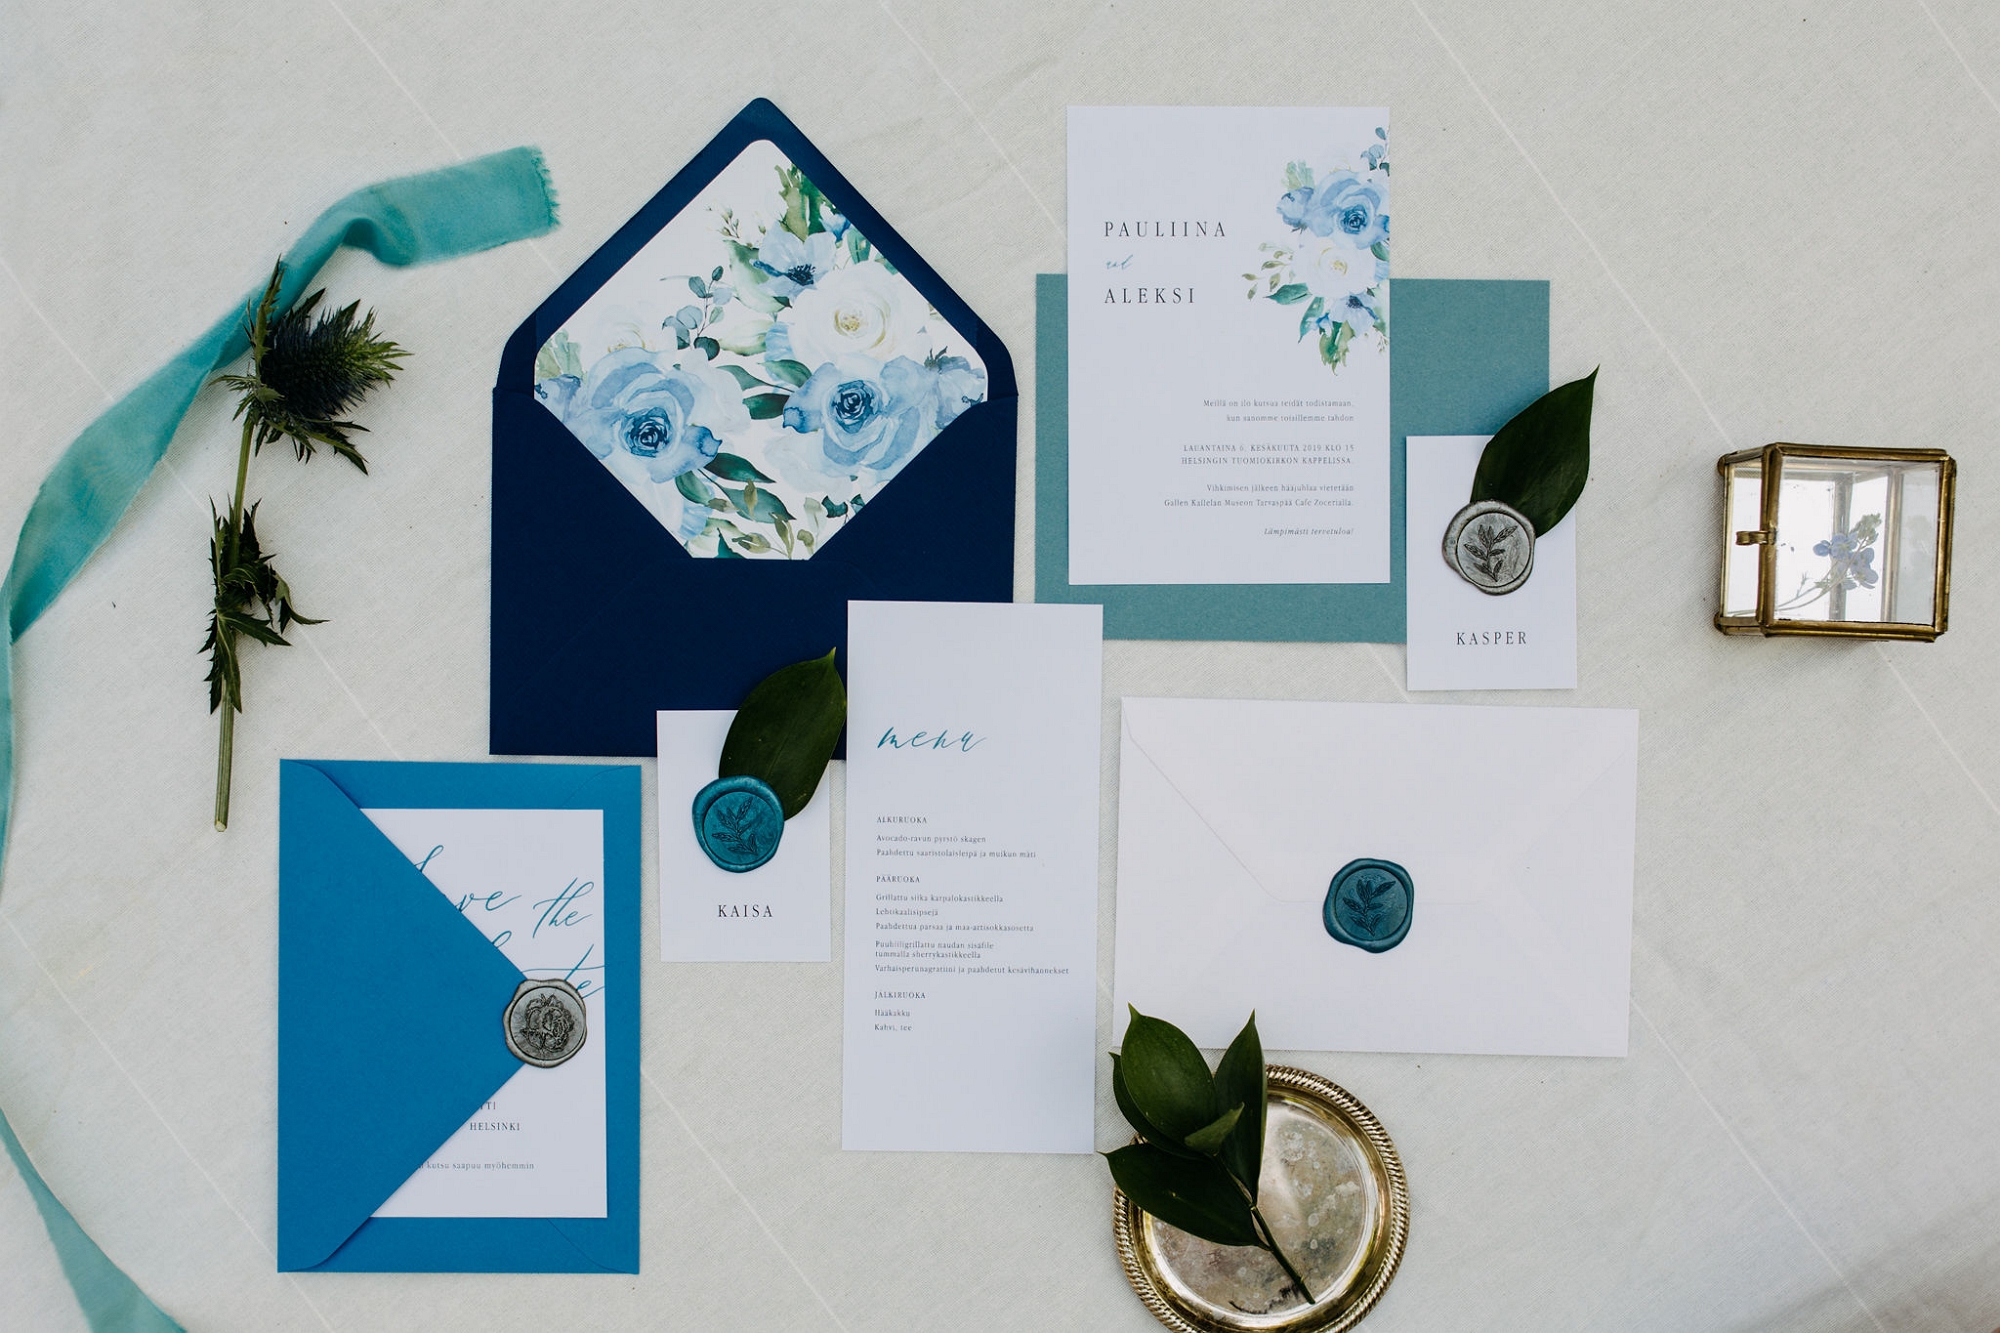 PAULIINA
ALEKSI
Meillä on ilo kutsua teidät todistamaan,
kun sanomme toisillemme tahdon
LAUANTAINA 6. KESÄKUUTA 2019 KLO 15
HELSINGIN TUOMIOKIRKON KAPPELISSA.
Vihkimisen jälkeen hääjuhlaa vietetään
Gallen Kallelan Museon Tarvaspää Cafe Zocerialla.
Lämpimästi tervetuloa!
KASPER
KAISA
menu
ALKURUOKA
Avocado-ravun pyrstö skagen
Paahdettu saaristolaisleipä ja muikun mäti
PÄÄRUOKA
Grillattu siika karpalokastikkeella
Lehtikaalisipsejä
Paahdettua parsaa ja maa-artisokkasosetta
Puuhiiligrillattu naudan sisäfile
tummalla sherrykastikkeella
Varhaisperunagratiini ja paahdetut kesävihannekset
JÄLKIRUOKA
Hääkakku
Kahvi, tee
the
HELSINKI
kutsu saapuu myöhemmin